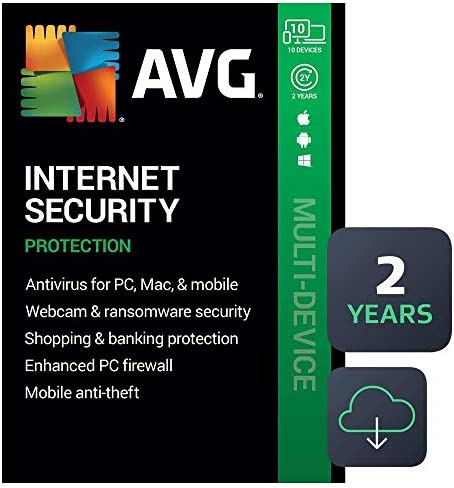 AVG
10
10 DEVICES
2Y
2 YEARS
INTERNET
SECURITY
PROTECTION
Antivirus for PC, Mac, & mobile
Webcam & ransomware security
Shopping & banking protection
Enhanced PC firewall
Mobile anti-theft
MULTI-DEVICE
2
YEARS